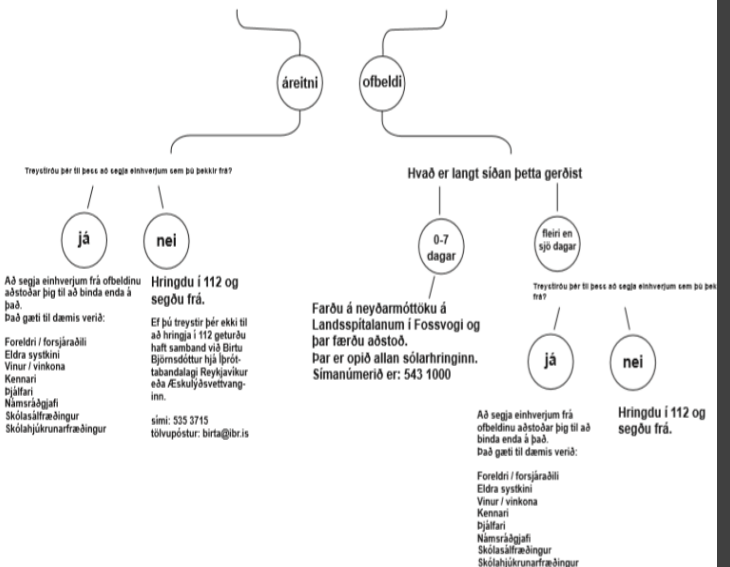 áreitni
ofbeldi
Treystirðu þér til þess að segja einhverjum sem þú þekkir frá?
já
nei
Að segja einhverjum frá ofbeldinu
aðstoðar þig til að binda enda á
það.
Það gæti til dæmis verið:
Foreldri / forsjáraðili
Eldra systkini
Vinur / vinkona
Kennari
Þjálfari
Námsráðgjafi
Skólasálfræðingur
Skólahjúkrunarfræðingur
Hringdu í 112 og
segðu frá.
Ef þú treystir þér ekki til
að hringja í 112 geturðu
haft samband við Birtu
Björnsdóttur hjá Íþrót-
tabandalagi Reykjavíkur
eða Æskulýðsvettvang-
inn.
sími: 535 3715
tölvupóstur: birta@ibr.is
Hvað er langt síðan þetta gerðist
0-7
dagar
Farðu á neyðarmóttöku á
Landsspítalanum í Fossvogi og
þar færðu aðstoð.
Þar er opið allan sólarhringinn.
Símanúmerið er: 543 1000
fleiri en
sjö dagar
Treystirðu þér til þess að segja einhverjum sem þú þek
frá?
já
nei
Að segja einhverjum frá
ofbeldinu aðstoðar þig til að
binda enda á það.
Það gæti til dæmis verið:
Foreldri / forsjáraðili
Eldra systkini
Vinur / vinkona
Kennari
Þjálfari
Námsráðgjafi
Skólasálfræðingur
Skólahjúkrunarfræðingur
Hringdu í 112 og
segðu frá.